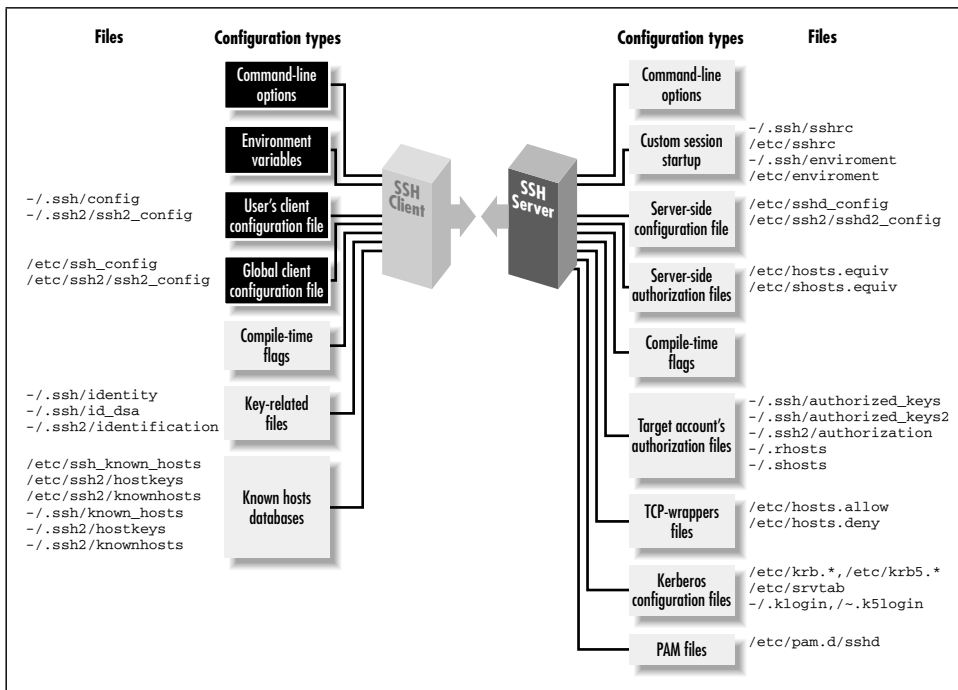 Files
Configuration types
Configuration types
Files
Command-line
options
Environment
variables
-/.ssh/config
-/.ssh2/ssh2_config
User's client
configuration file
/etc/ssh_config
/etc/ssh2/ssh2_config
Global client
configuration file
Compile-time
flags
-/.ssh/identity
-/.ssh/id_dsa
-/.ssh2/identification
Key-related
files
/etc/ssh_known_hosts
/etc/ssh2/hostkeys
/etc/ssh2/knownhosts
-/.ssh/known_hosts
-/.ssh2/hostkeys
-/.ssh2/knownhosts
Known hosts
databases
SSH
Client
SSH
Server
Command-line
options
Custom session
startup
-/.ssh/sshrc
/etc/sshrc
-/.ssh/enviroment
/etc/enviroment
Server-side
configuration file
/etc/sshd_config
/etc/ssh2/sshd2_config
Server-side
authorization files
/etc/hosts.equiv
/etc/shosts.equiv
Compile-time
flags
Target account's
authorization files
-/.ssh/authorized_keys
-/.ssh/authorized_keys2
-/.ssh2/authorization
-/.rhosts
-/.shosts
TCP-wrappers
files
/etc/hosts.allow
/etc/hosts.deny
Kerberos
configuration files
/etc/krb.*,/etc/krb5.*
/etc/srvtab
-/.klogin,/~.k5login
PAM files
/etc/pam.d/sshd